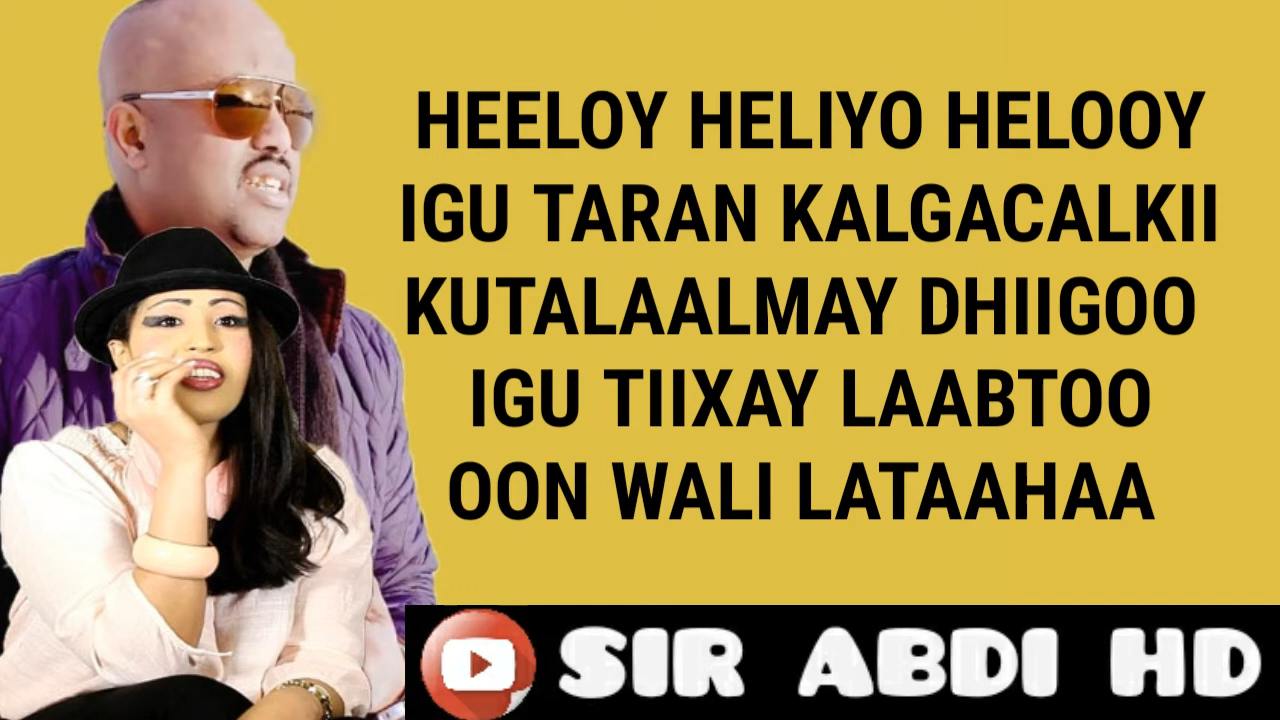 HEELOY HELIYO HELOOY
IGU TARAN KALGACALKII
KUTALAALMAY DHIIGOO
IGU TIIXAY LAABTOO
OON WALI LATAAHAA
SIR ABDI HD